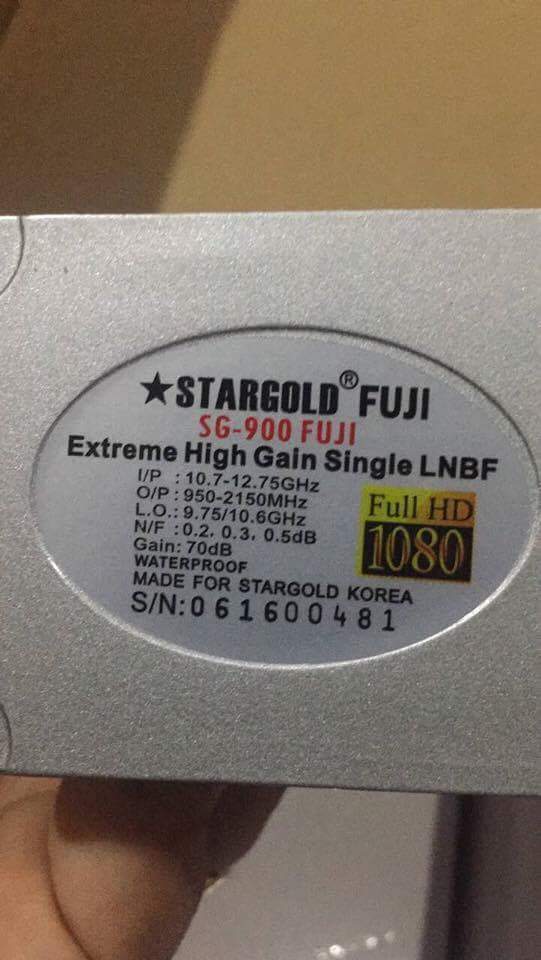 ★STARGOLD® FUJI
SG-900 FUJI
Extreme High Gain Single LNBF
I/P : 10.7-12.75GHz
O/P : 950-2150MHz
L.O.: 9.75/10.6GHz
N/F : 0.2. 0.3. 0.5dB
Gain: 70dB
WATERPROOF
MADE FOR STARGOLD KOREA
S/N: 061600481
Full HD
1080